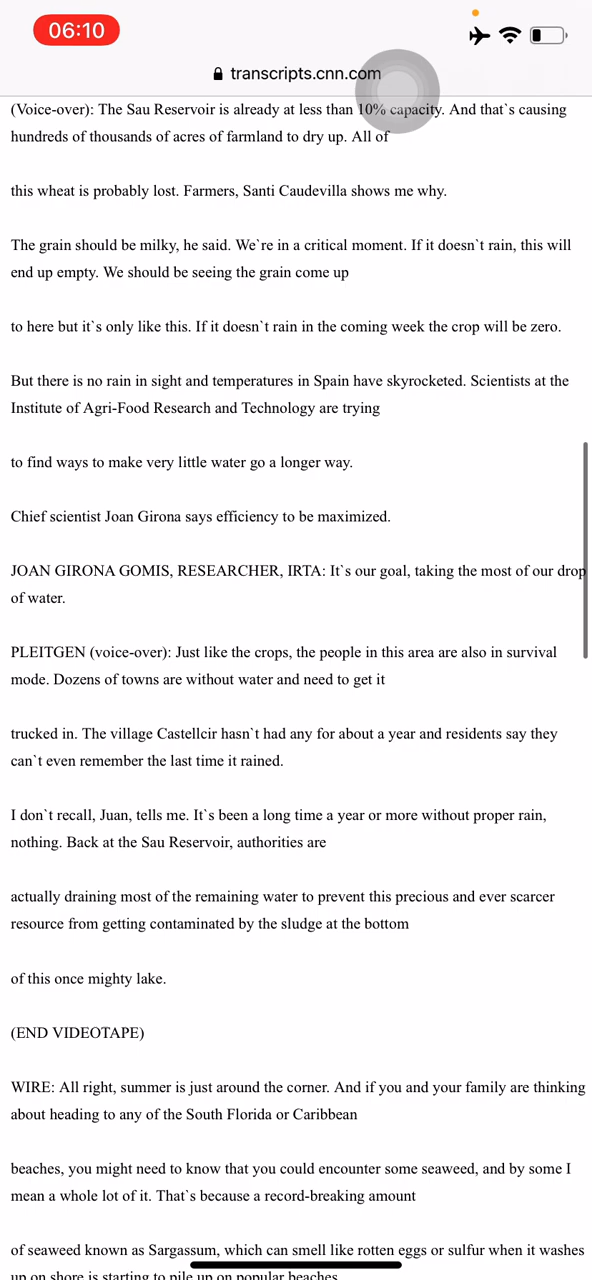 06:10
transcripts.cnn.com
(Voice-over): The Sau Reservoir is already at less than 10% capacity. And that`s causing
hundreds of thousands of acres of farmland to dry up. All of
this wheat is probably lost. Farmers, Santi Caudevilla shows me why.
The grain should be milky, he said. We`re in a critical moment. If it doesn`t rain, this will
end up empty. We should be seeing the grain come up
to here but it`s only like this. If it doesn`t rain in the coming week the crop will be zero.
But there is no rain in sight and temperatures in Spain have skyrocketed. Scientists at the
Institute of Agri-Food Research and Technology are trying
to find ways to make very little water go a longer way.
Chief scientist Joan Girona says efficiency to be maximized.
JOAN GIRONA GOMIS, RESEARCHER, IRTA: It`s our goal, taking the most of our drop
of water.
PLEITGEN (voice-over): Just like the crops, the people in this area are also in survival
mode. Dozens of towns are without water and need to get it
trucked in. The village Castellcir hasn`t had any for about a year and residents say they
can`t even remember the last time it rained.
I don`t recall, Juan, tells me. It`s been a long time a year or more without proper rain,
nothing. Back at the Sau Reservoir, authorities are
actually draining most of the remaining water to prevent this precious and ever scarcer
resource from getting contaminated by the sludge at the bottom
of this once mighty lake.
(END VIDEOTAPE)
WIRE: All right, summer is just around the corner. And if you and your family are thinking
about heading to any of the South Florida or Caribbean
beaches, you might need to know that you could encounter some seaweed, and by some I
mean a whole lot of it. That`s because a record-breaking amount
of seaweed known as Sargassum, which can smell like rotten eggs or sulfur when it washes
up on shore is starting to pile up on popular beaches